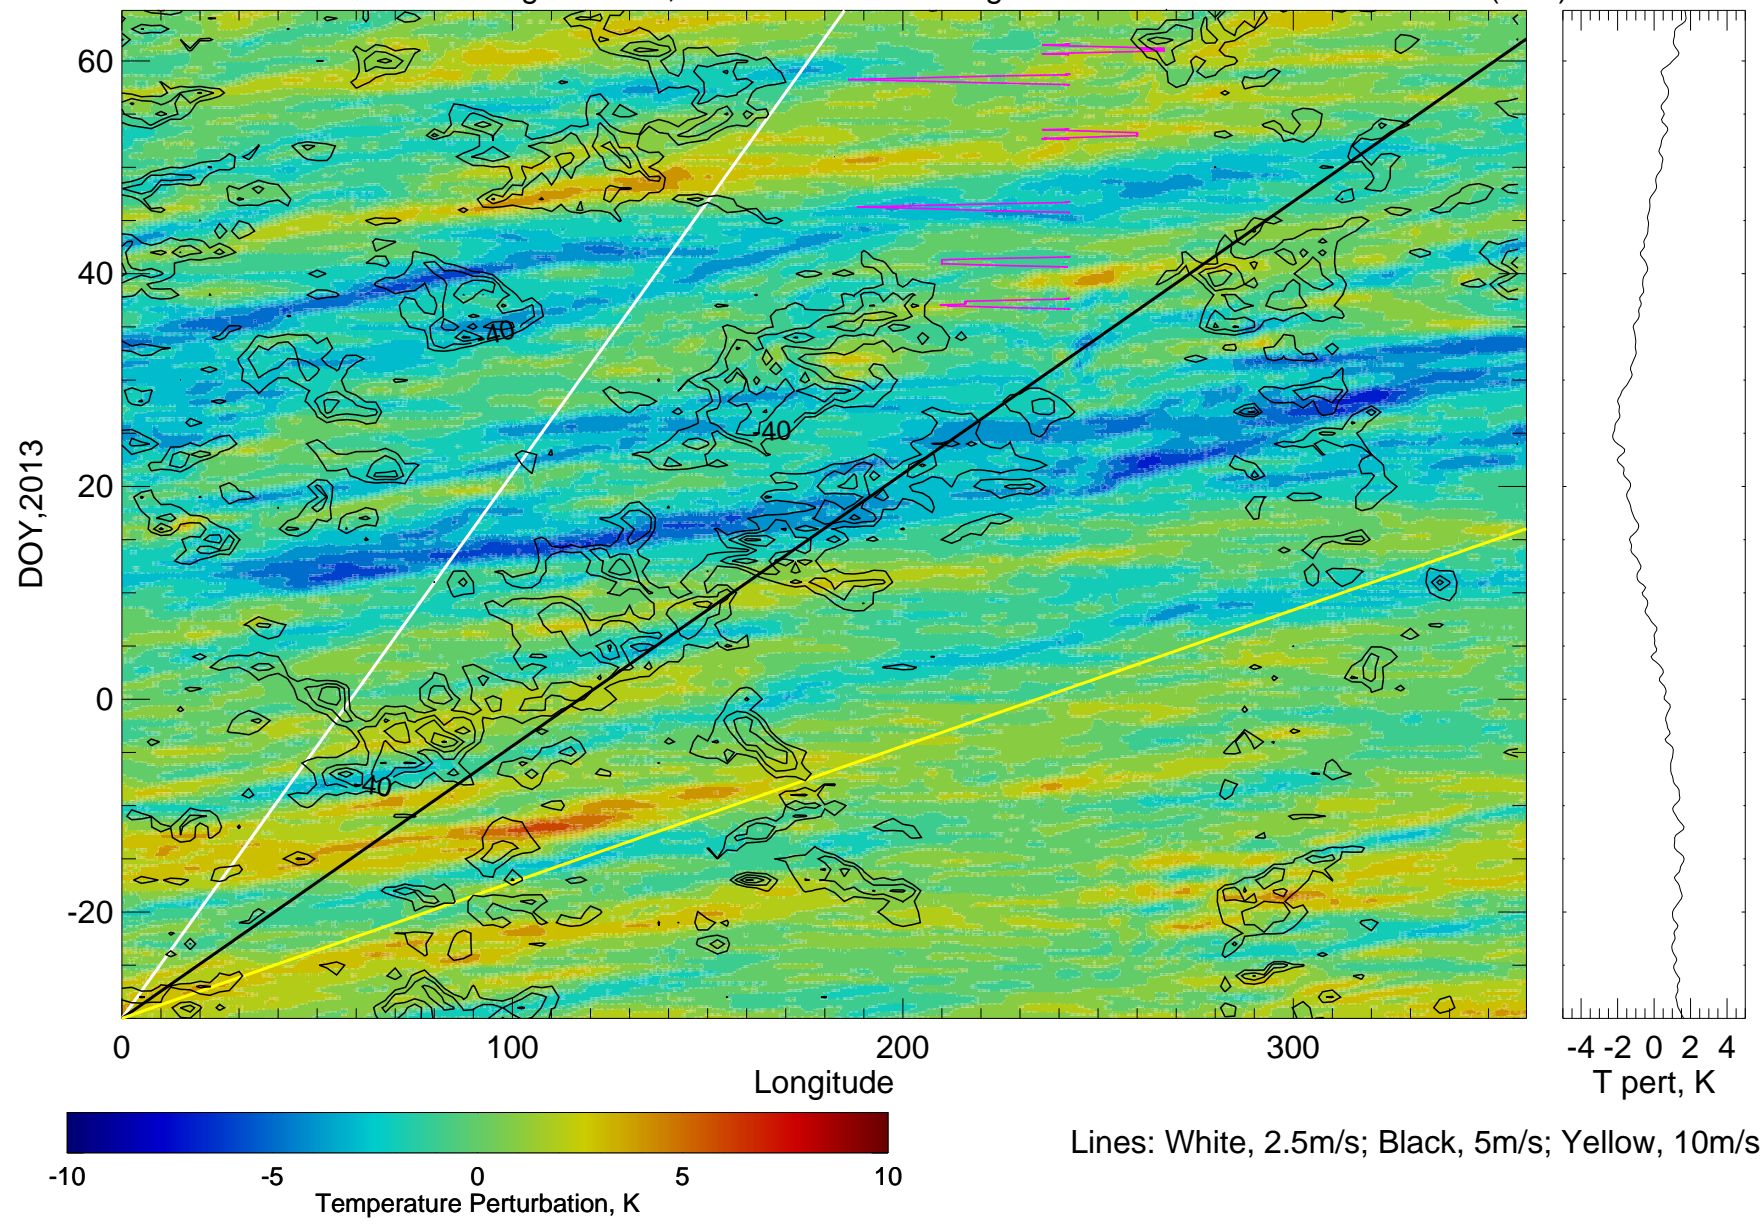 60
40
20
0
-20
DOY,2013
-40
-40
-40
0 100 200 300
Longitude
-4 -2 0 2 4
T pert, K
-10 -5 0 5 10
Temperature Perturbation, K
Lines: White, 2.5m/s; Black, 5m/s; Yellow, 10m/s